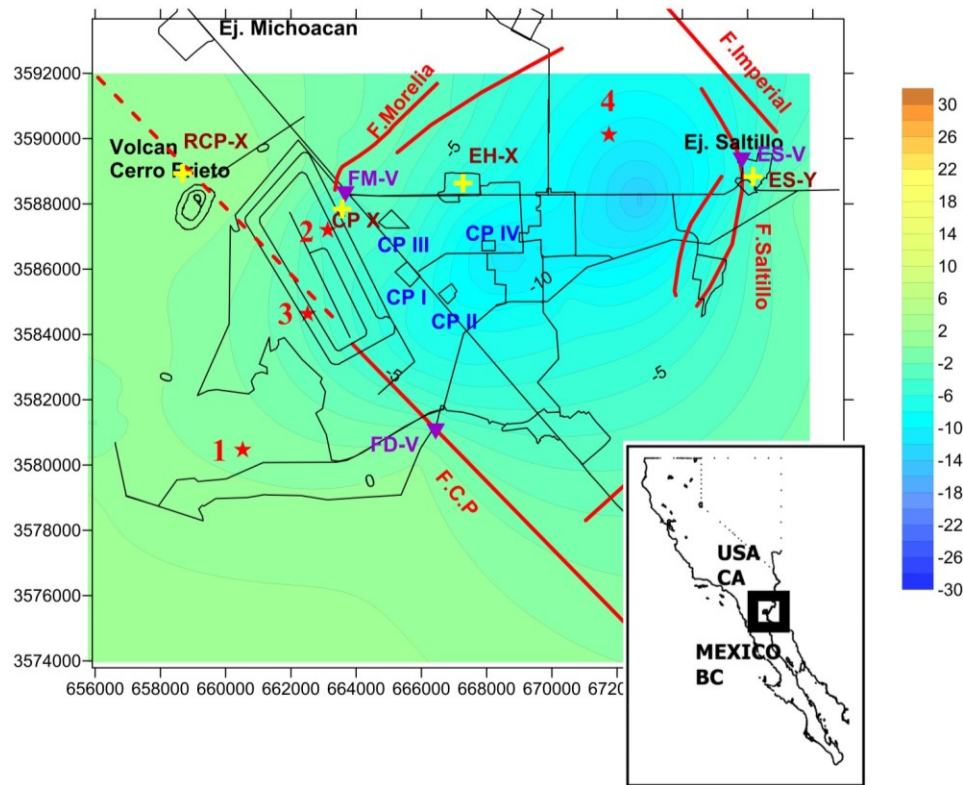 Ej. Michoacan
F.Imperial
3592000
F.Morelia
30
4
26
3590000
Volcan
RCP-X
0
-5
Ej. Saltillo
22
Cerro Prieto
FM-V
EH-X
ES-V
ES-Y
18
3588000
CP X
2
CP III
CP IV
F.Saltillo
14
3586000
CP I
-10
10
3
CP II
6
3584000
2
0
-5
-5
-2
3582000
-6
1
FD-V
-10
3580000
0
-14
F.C.P
-18
3578000
-22
USA
CA
-26
3576000
-30
MEXICO
BC
3574000
656000 658000 660000 662000 664000 666000 668000 670000 672